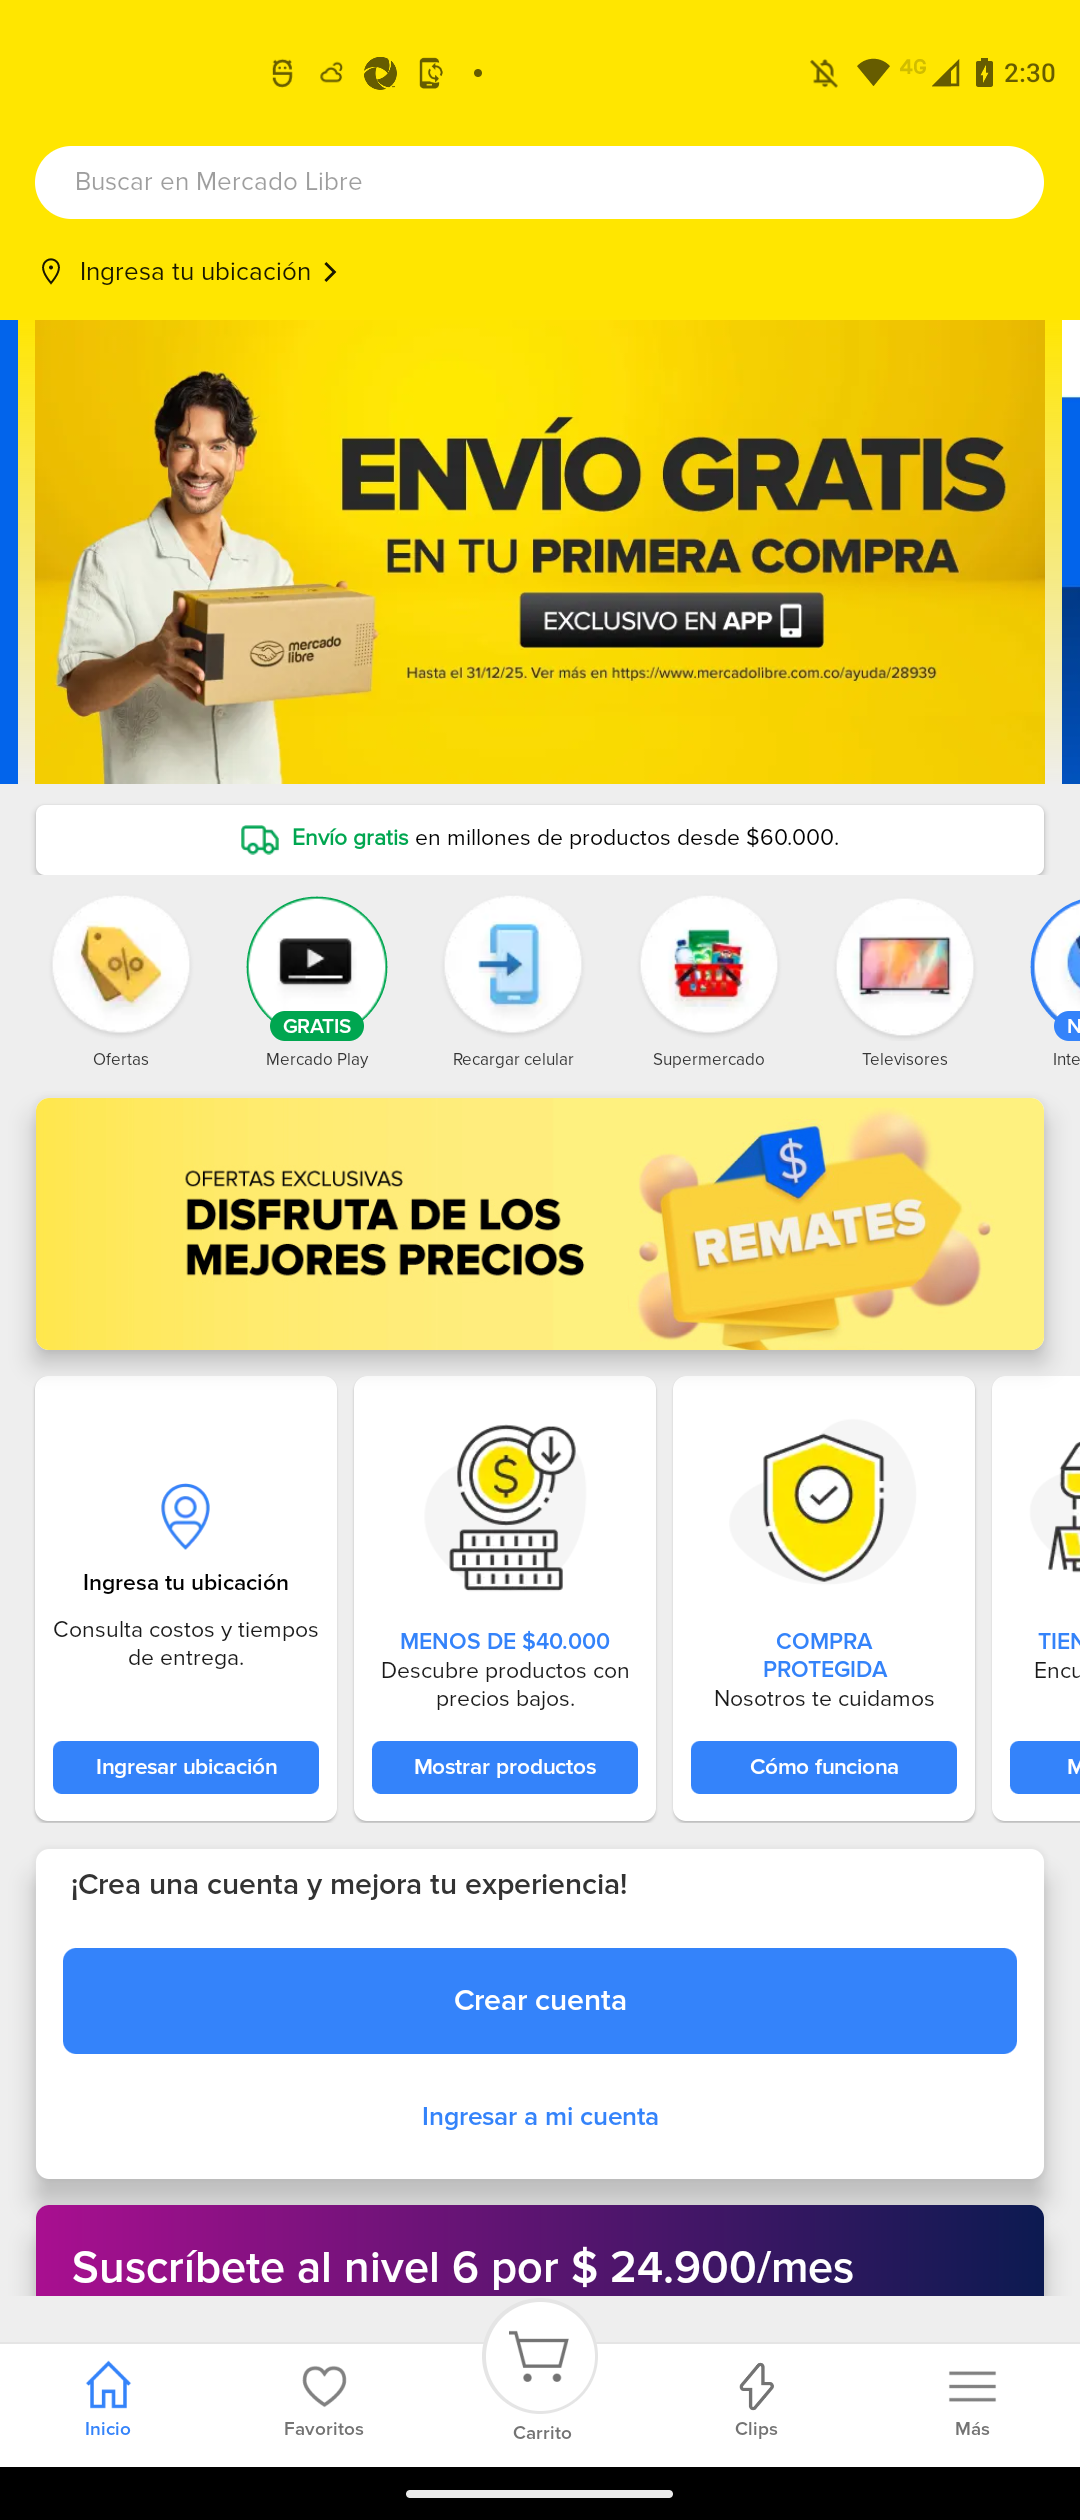 4G 2:30
Buscar en Mercado Libre
Ingresa tu ubicación
ENVÍO GRATIS
EN TU PRIMERA COMPRA
EXCLUSIVO EN APP
mercado
libre
Hasta el 31/12/25. Ver más en https://www.mercadolibre.com.co/ayuda/28939
Envío gratis en millones de productos desde $60.000.
GRATIS
N
Ofertas
Mercado Play
Recargar celular
Supermercado
Televisores
Inte
OFERTAS EXCLUSIVAS
DISFRUTA DE LOS
MEJORES PRECIOS
$
REMATES
Ingresa tu ubicación
Consulta costos y tiempos
de entrega.
Ingresar ubicación
$
MENOS DE $40.000
Descubre productos con
precios bajos.
Mostrar productos
COMPRA
PROTEGIDA
Nosotros te cuidamos
Cómo funciona
TIEN
Encu
M
¡Crea una cuenta y mejora tu experiencia!
Crear cuenta
Ingresar a mi cuenta
Suscríbete al nivel 6 por $ 24.900/mes
Inicio
Favoritos
Carrito
Clips
Más